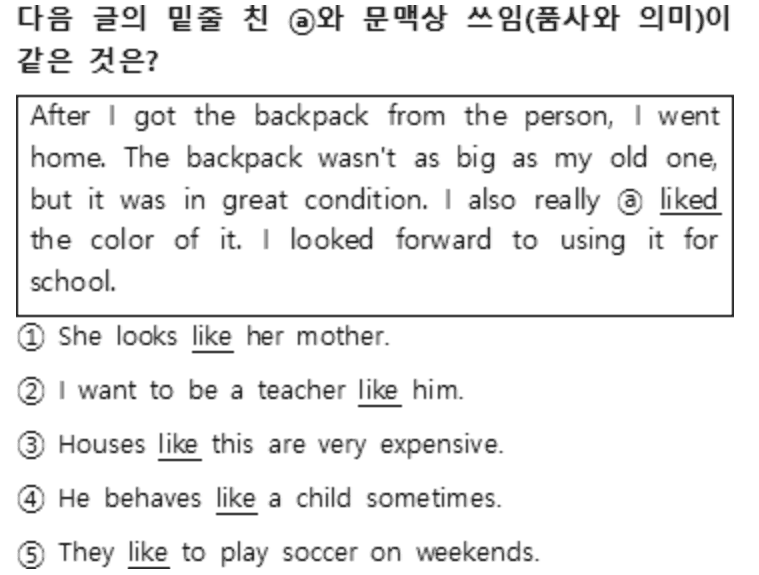 다음 글의 밑줄 친 ⓐ와 문맥상 쓰임(품사와 의미)이
같은 것은?
After I got the backpack from the person, I went
home. The backpack wasn't as big as my old one,
but it was in great condition. I also really ⓐ liked
the color of it. I looked forward to using it for
school.
① She looks like her mother.
② I want to be a teacher like him.
③ Houses like this are very expensive.
④ He behaves like a child sometimes.
⑤ They like to play soccer on weekends.